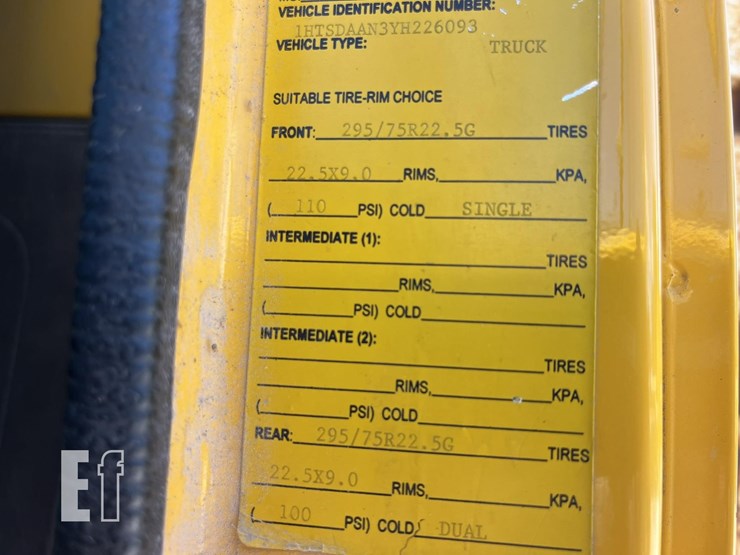 VEHICLE IDENTIFICATION NUMBER:
1HTSDAAN3YH226093
VEHICLE TYPE: TRUCK
SUITABLE TIRE-RIM CHOICE
FRONT: 295/75R22.5G TIRES
22.5X9.0 RIMS, KPA,
( 110 PSI) COLD SINGLE
INTERMEDIATE (1):
TIRES
RIMS, KPA,
( PSI) COLD
INTERMEDIATE (2):
TIRES
RIMS, KPA,
( PSI) COLD
REAR: 295/75R22.5G TIRES
22.5X9.0 RIMS, KPA,
( 100 PSI) COLD DUAL
Ef